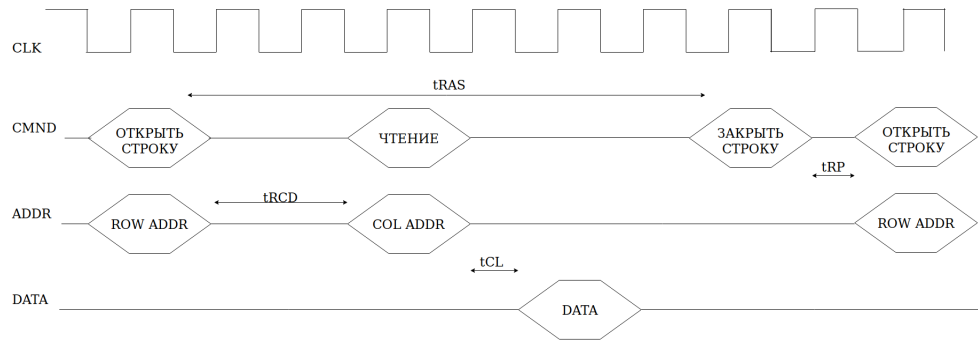 CLK
tRAS
CMND
ОТКРЫТЬ
СТРОКУ
ЧТЕНИЕ
ЗАКРЫТЬ
СТРОКУ
ОТКРЫТЬ
СТРОКУ
tRP
tRCD
ADDR
ROW ADDR
COL ADDR
ROW ADDR
tCL
DATA
DATA